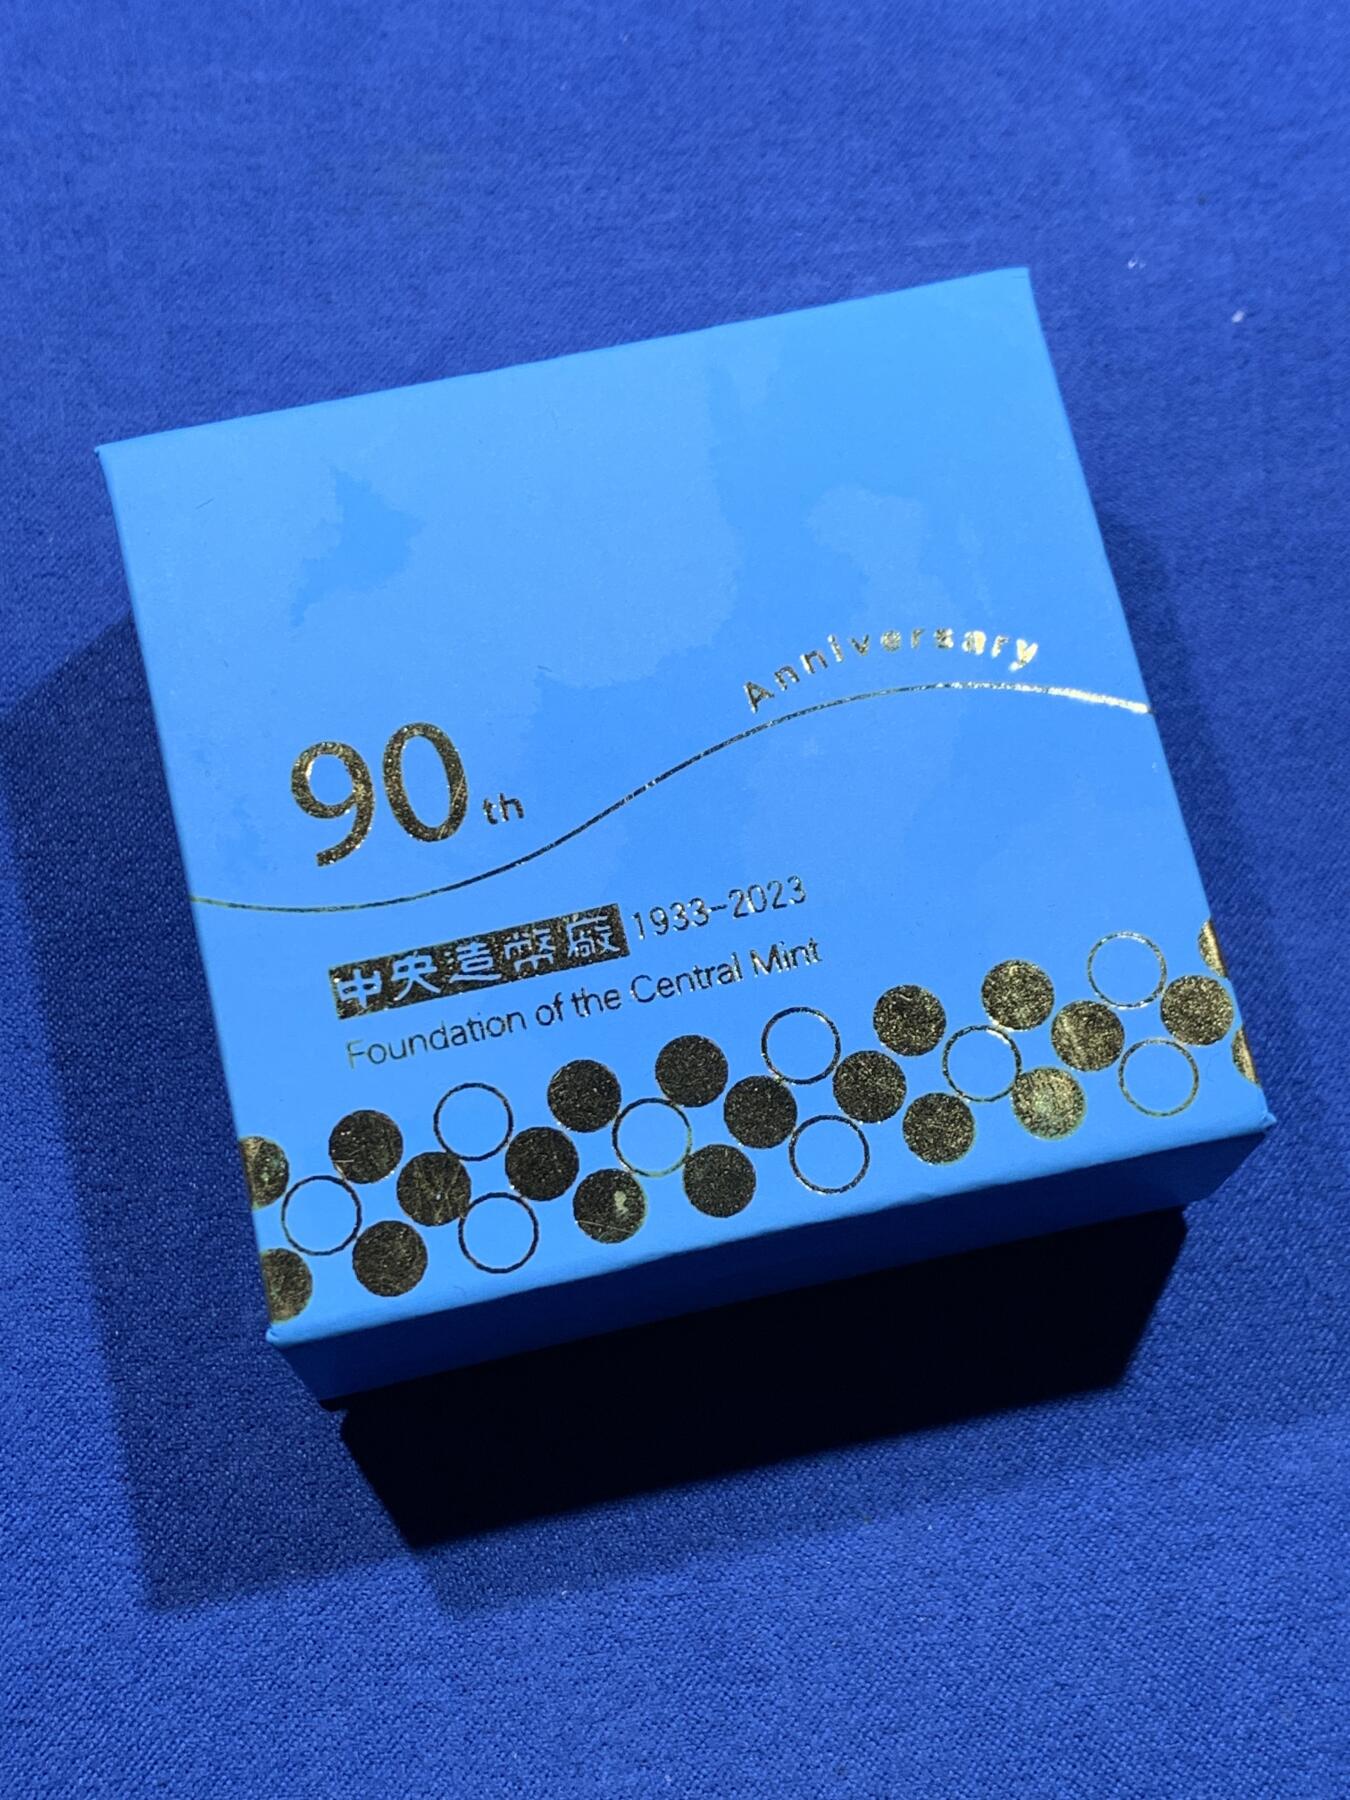 Anniversary
90th
中央造幣廠 1933-2023
Foundation of the Central Mint